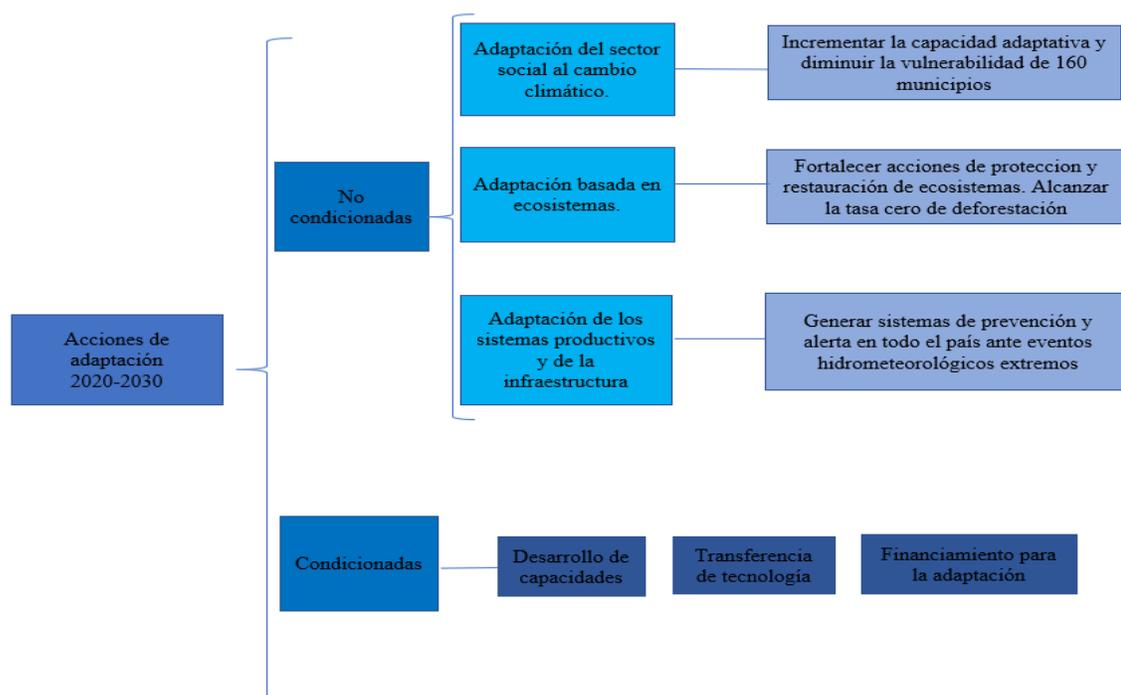 Acciones de
adaptación
2020-2030
No
condicionadas
Adaptación del sector
social al cambio
climático.
Incrementar la capacidad adaptativa y
diminuir la vulnerabilidad de 160
municipios
Adaptación basada en
ecosistemas.
Fortalecer acciones de proteccion y
restauración de ecosistemas. Alcanzar
la tasa cero de deforestación
Adaptación de los
sistemas productivos
y de la
infraestructura
Generar sistemas de prevención y
alerta en todo el país ante eventos
hidrometeorológicos extremos
Condicionadas
Desarrollo de
capacidades
Transferencia
de tecnología
Financiamiento para
la adaptación